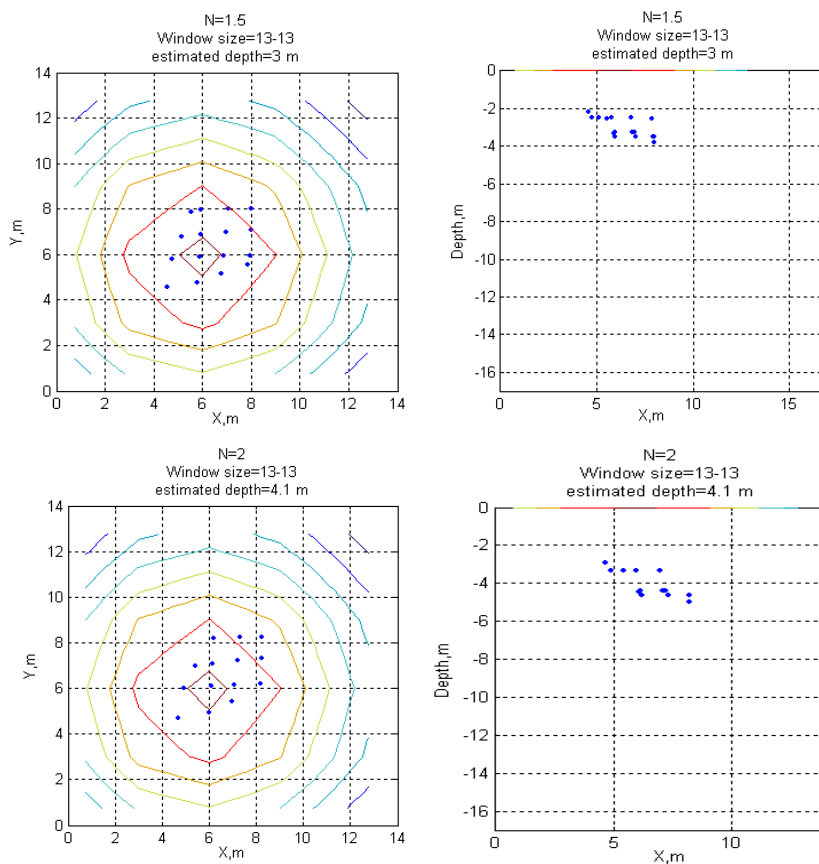 N=1.5
Window size=13-13
estimated depth=3 m
14
12
10
8
6
4
2
0
Y,m
0 2 4 6 8 10 12 14
X,m
N=1.5
Window size=13-13
estimated depth=3 m
0
-2
-4
-6
-8
-10
-12
-14
-16
Depth,m
0 5 10 15
X,m
N=2
Window size=13-13
estimated depth=4.1 m
14
12
10
8
6
4
2
0
Y,m
0 2 4 6 8 10 12 14
X,m
N=2
Window size=13-13
estimated depth=4.1 m
0
-2
-4
-6
-8
-10
-12
-14
-16
Depth,m
0 5 10
X,m